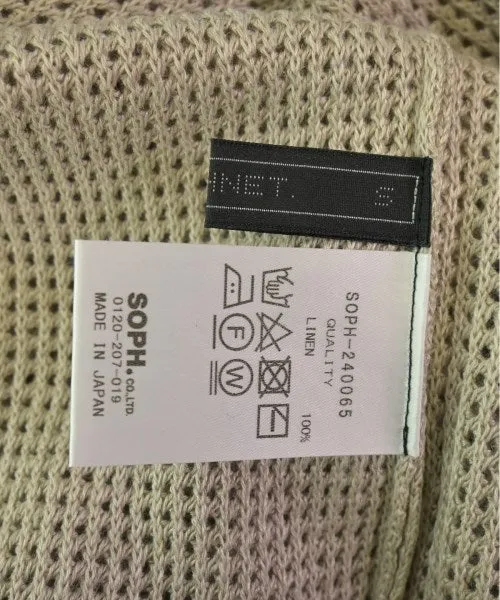 NET.
S
SOPH-240065
QUALITY
LINEN 100%
F
W
SOPH.
CO.,LTD.
0120-207-019
MADE IN JAPAN